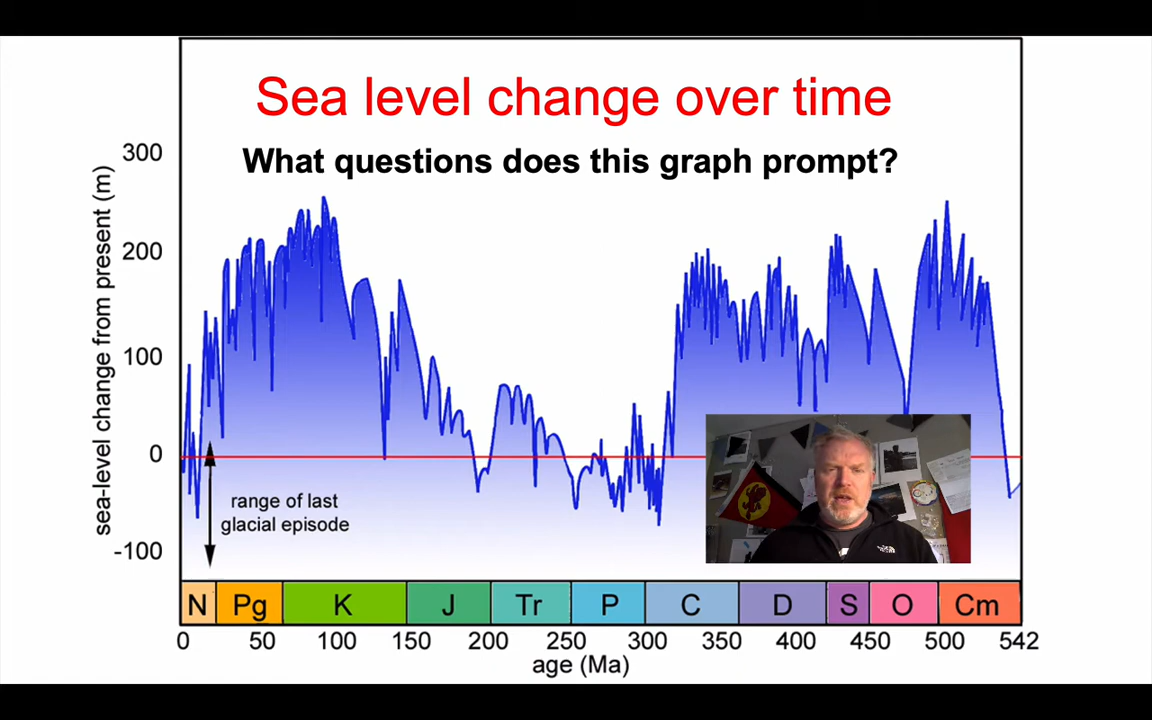 Sea level change over time
What questions does this graph prompt?
sea-level change from present (m)
300
200
100
0
-100
range of last
glacial episode
N Pg K J Tr P C D S O Cm
0 50 100 150 200 250 300 350 400 450 500 542
age (Ma)